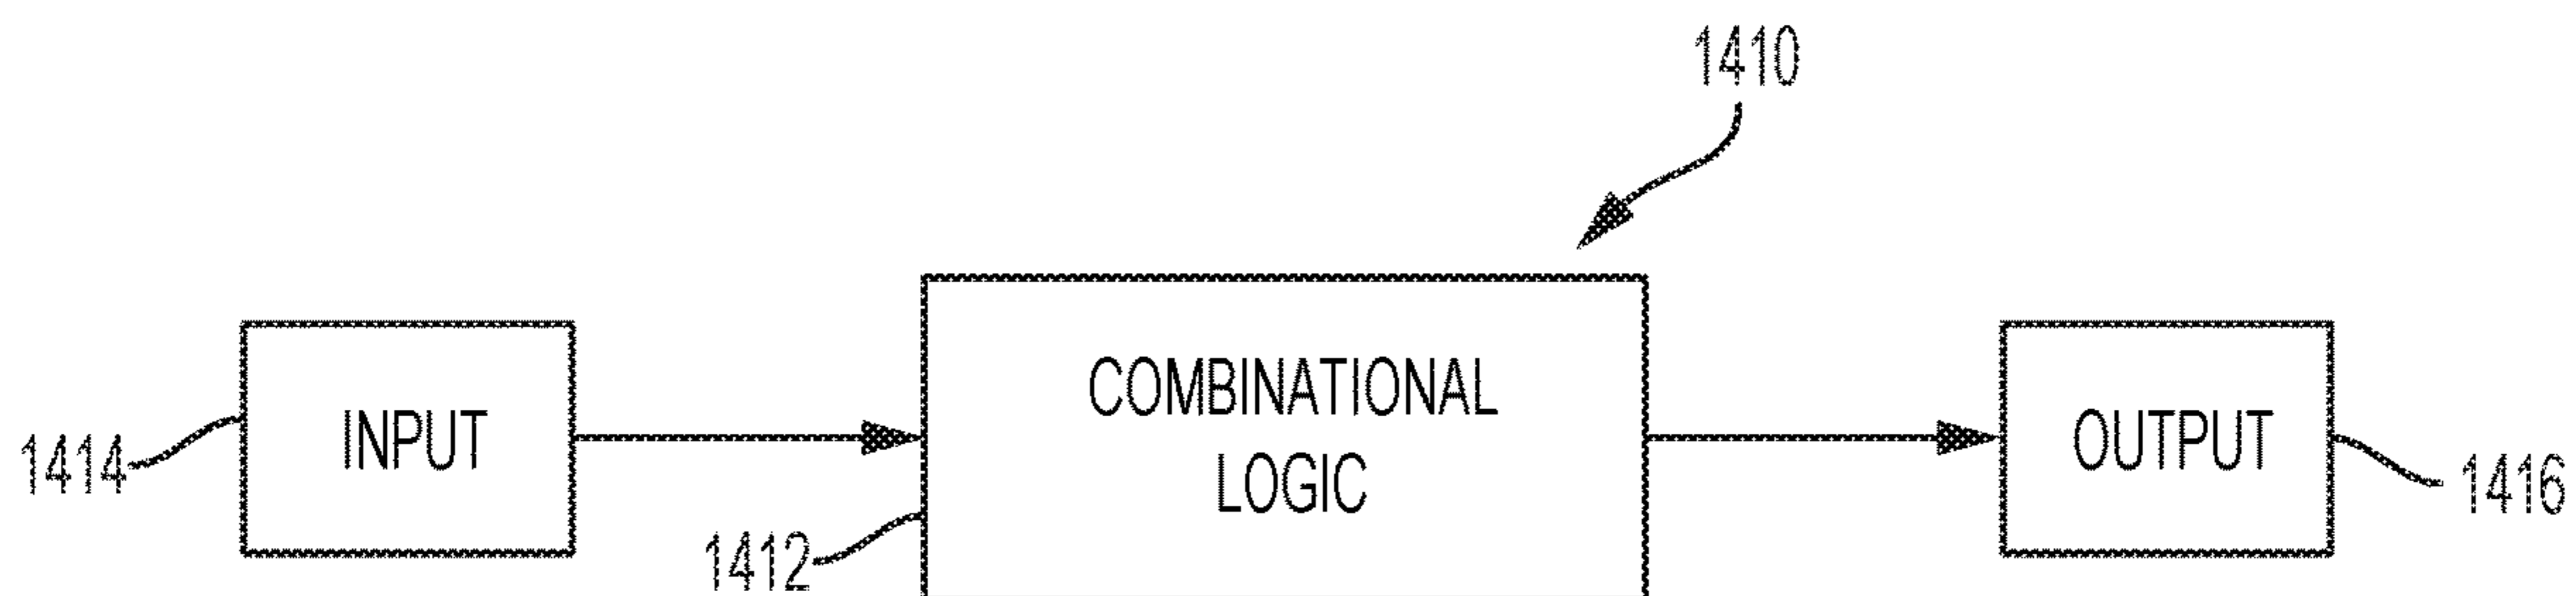 1410
COMBINATIONAL
LOGIC
INPUT
OUTPUT
1414
1412
1416